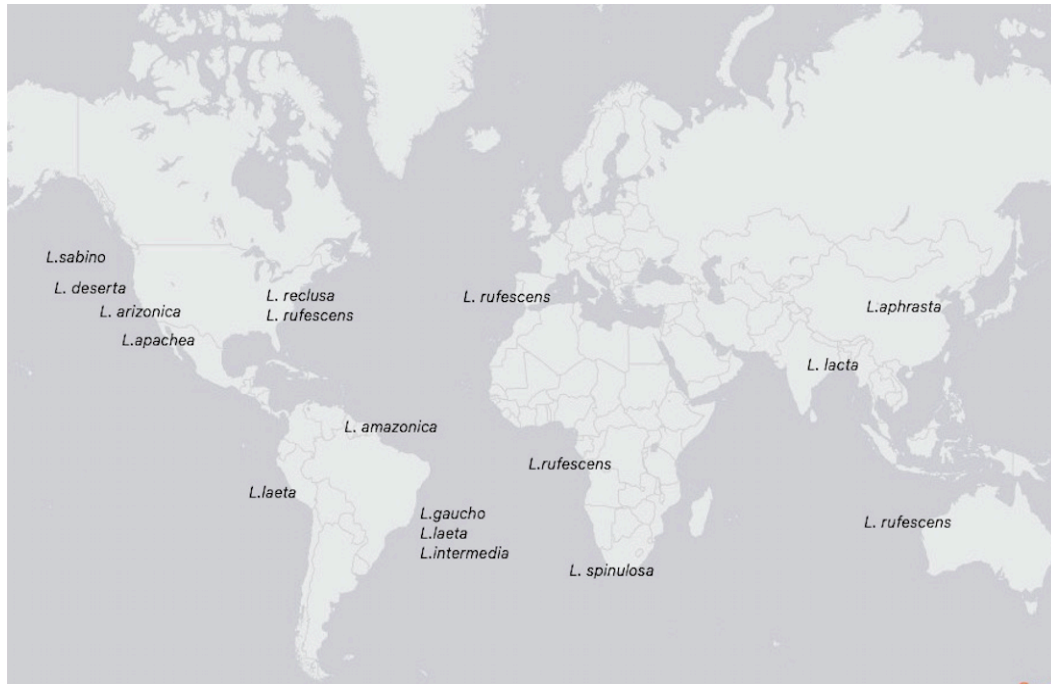 L.sabino
L. deserta
L. arizonica
L.apachea
L. reclusa
L. rufescens
L. rufescens
L.aphrasta
L. lacta
L. amazonica
L.laeta
L.gaucho
L.laeta
L.intermedia
L.rufescens
L. spinulosa
L. rufescens